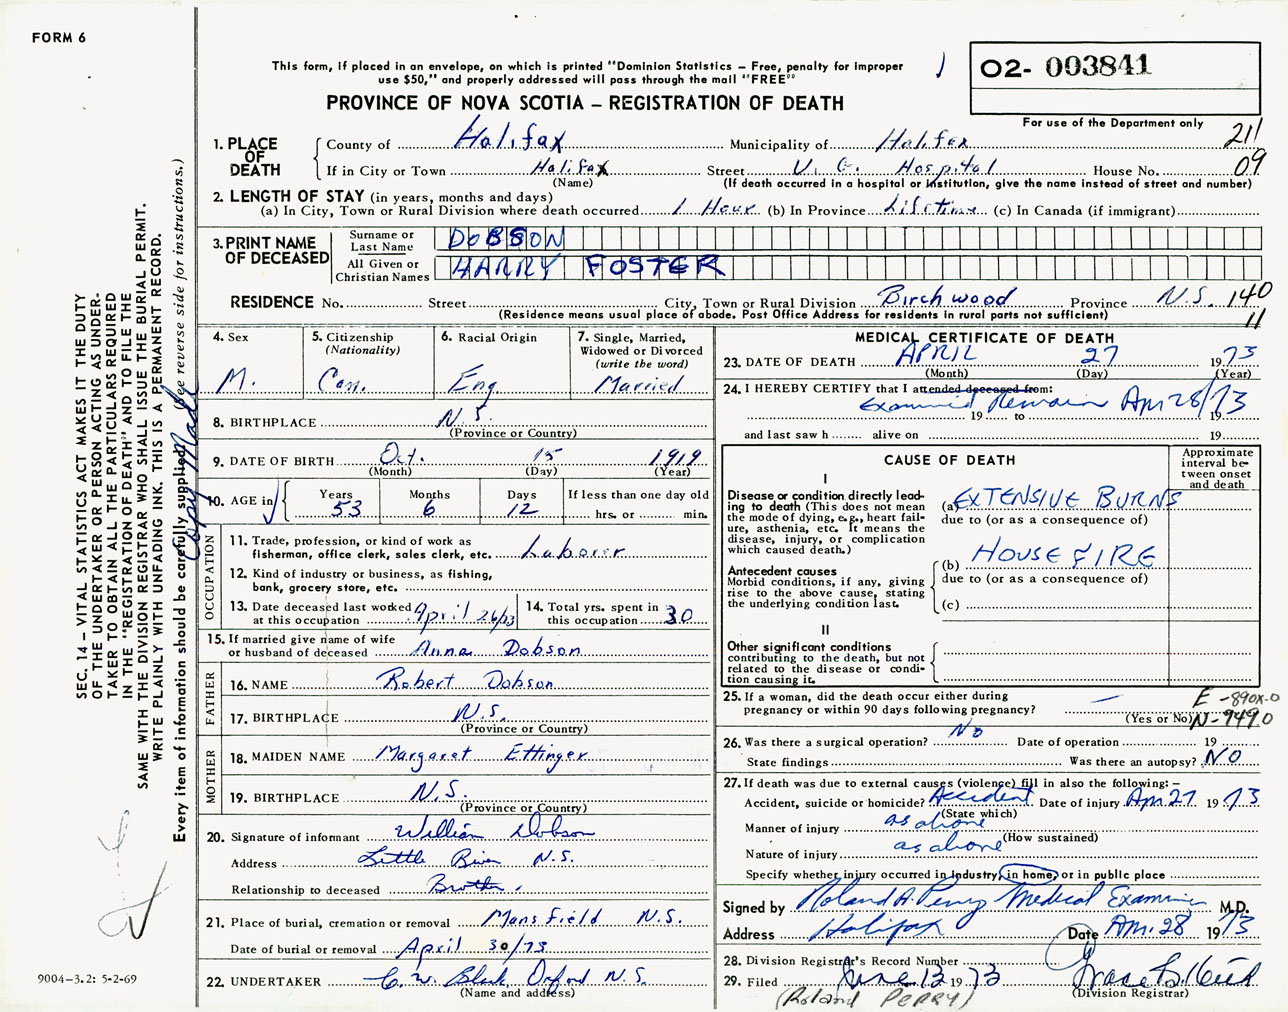 FORM 6
This form, if placed in an envelope, on which is printed "Dominion Statistics – Free, penalty for improper
use $50," and properly addressed will pass through the mail "FREE"
PROVINCE OF NOVA SCOTIA – REGISTRATION OF DEATH
02- 003841
For use of the Department only
211
09
1. PLACE OF DEATH
County of Halifax Municipality of Halifax
If in City or Town Halifax Street V. G. Hospital House No.
(Name) (If death occurred in a hospital or institution, give the name instead of street and number)
2. LENGTH OF STAY (in years, months and days)
(a) In City, Town or Rural Division where death occurred 1 Hour (b) In Province Lifetime (c) In Canada (if immigrant)
3. PRINT NAME OF DECEASED
Surname or Last Name DOBSON
All Given or Christian Names HARRY FOSTER
RESIDENCE No. Street City, Town or Rural Division Birchwood Province N.S. 140
(Residence means usual place of abode. Post Office Address for residents in rural parts not sufficient) 11
4. Sex M.
5. Citizenship (Nationality) Can.
6. Racial Origin Eng
7. Single, Married, Widowed or Divorced (write the word) Married
8. BIRTHPLACE N.S.
(Province or Country)
9. DATE OF BIRTH Oct. 15 1919
(Month) (Day) (Year)
10. AGE in Years 53 Months 6 Days 12 If less than one day old
hrs. or min.
OCCUPATION
11. Trade, profession, or kind of work as
fisherman, office clerk, sales clerk, etc. Laborer
12. Kind of industry or business, as fishing,
bank, grocery store, etc.
13. Date deceased last worked at this occupation April 26/73
14. Total yrs. spent in this occupation 30
15. If married give name of wife
or husband of deceased Anna Dobson
FATHER
16. NAME Robert Dobson
17. BIRTHPLACE N.S.
(Province or Country)
MOTHER
18. MAIDEN NAME Margaret Ettinger
19. BIRTHPLACE N.S.
(Province or Country)
20. Signature of informant William Dobson
Address Little River N.S.
Relationship to deceased Brother.
21. Place of burial, cremation or removal Mansfield N.S.
Date of burial or removal April 30/73
22. UNDERTAKER C. W. Black Oxford N.S.
(Name and address)
MEDICAL CERTIFICATE OF DEATH
23. DATE OF DEATH APRIL 27 1973
(Month) (Day) (Year)
24. I HEREBY CERTIFY that I attended deceased from:
Examined Remains Apr 28/73
19 to 19
and last saw h alive on 19
CAUSE OF DEATH
Approximate interval between onset and death
I
Disease or condition directly leading to death (This does not mean the mode of dying, e.g., heart failure, asthenia, etc. It means the disease, injury, or complication which caused death.)
(a) EXTENSIVE BURNS
due to (or as a consequence of)
Antecedent causes
Morbid conditions, if any, giving rise to the above cause, stating the underlying condition last.
(b) HOUSE FIRE
due to (or as a consequence of)
(c)
II
Other significant conditions
contributing to the death, but not related to the disease or condition causing it.
25. If a woman, did the death occur either during
pregnancy or within 90 days following pregnancy? –
(Yes or No)
E -890X.0
N-949.0
26. Was there a surgical operation? No Date of operation 19
State findings Was there an autopsy? NO
27. If death was due to external causes (violence) fill in also the following:–
Accident, suicide or homicide? Accident Date of injury Apr 27 1973
(State which)
Manner of injury as above
(How sustained)
Nature of injury as above
Specify whether injury occurred in industry, in home, or in public place
Signed by Roland A. Perry Medical Examiner M.D.
Address Halifax Date Apr. 28 1973
28. Division Registrar's Record Number
29. Filed June 13 1973
(Division Registrar)
(Roland PERRY)
SEC. 14 – VITAL STATISTICS ACT MAKES IT THE DUTY
OF THE UNDERTAKER OR PERSON ACTING AS UNDER-
TAKER TO OBTAIN ALL THE PARTICULARS REQUIRED
IN THE "REGISTRATION OF DEATH" AND TO FILE THE
SAME WITH THE DIVISION REGISTRAR WHO SHALL ISSUE THE BURIAL PERMIT.
WRITE PLAINLY WITH UNFADING INK. THIS IS A PERMANENT RECORD.
Every item of information should be carefully supplied. (See reverse side for instructions.)
Copy Made
9004-3.2: 5-2-69